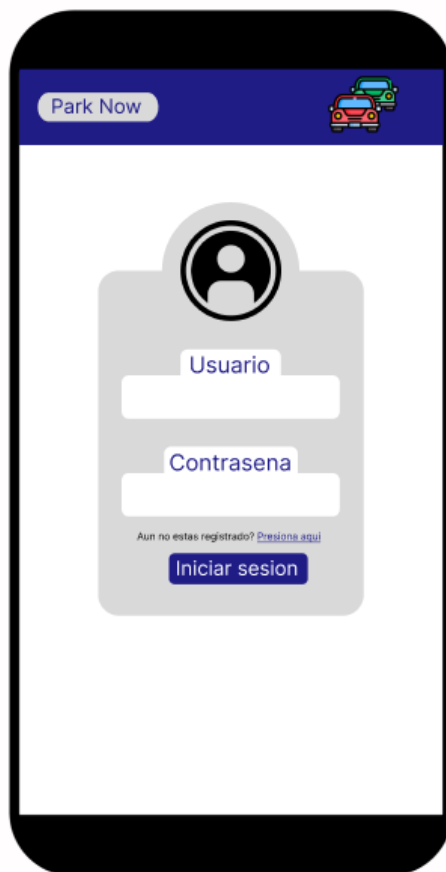 Park Now
Usuario
Contrasena
Aun no estas registrado? Presiona aqui
Iniciar sesion